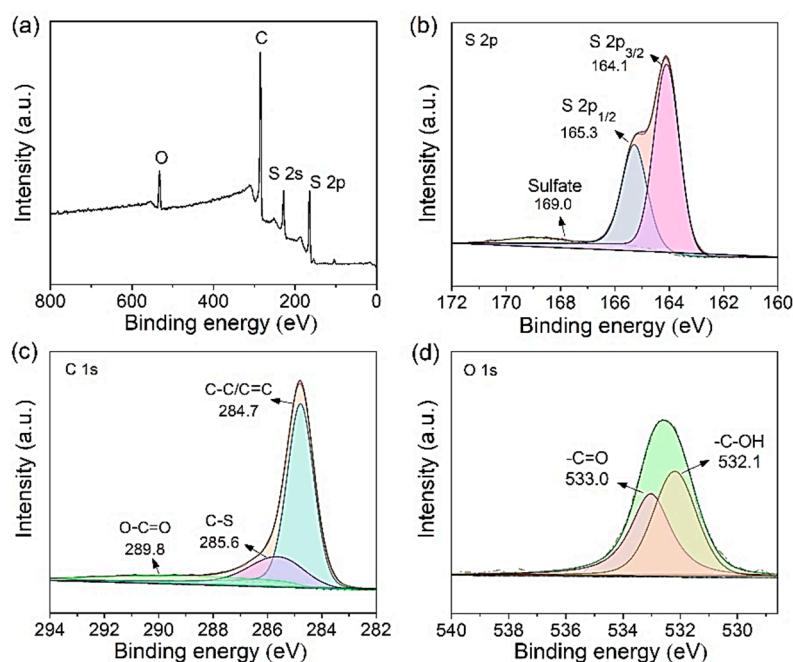 (a)
C
O
S 2s
S 2p
Intensity (a.u.)
800 600 400 200 0
Binding energy (eV)
(b)
S 2p
S 2p3/2
164.1
S 2p1/2
165.3
Sulfate
169.0
Intensity (a.u.)
172 170 168 166 164 162 160
Binding energy (eV)
(c)
C 1s
C-C/C=C
284.7
O-C=O
289.8
C-S
285.6
Intensity (a.u.)
294 292 290 288 286 284 282
Binding energy (eV)
(d)
O 1s
-C=O
533.0
-C-OH
532.1
Intensity (a.u.)
540 538 536 534 532 530
Binding energy (eV)